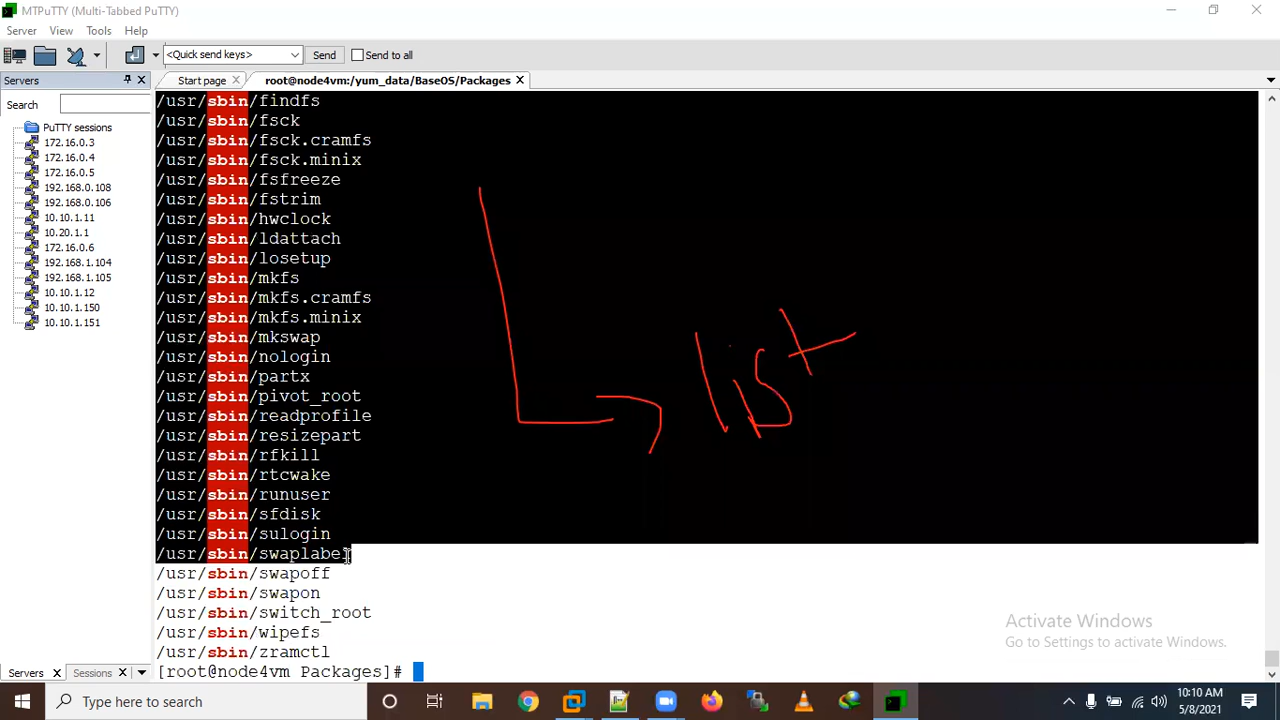 MTPuTTY (Multi-Tabbed PuTTY)
Server View Tools Help
<Quick send keys> Send Send to all
Servers
Start page root@node4vm:/yum_data/BaseOS/Packages
Search
PuTTY sessions
172.16.0.3
172.16.0.4
172.16.0.5
192.168.0.108
192.168.0.106
10.10.1.11
10.20.1.1
172.16.0.6
192.168.1.104
192.168.1.105
10.10.1.12
10.10.1.150
10.10.1.151
/usr/sbin/findfs
/usr/sbin/fsck
/usr/sbin/fsck.cramfs
/usr/sbin/fsck.minix
/usr/sbin/fsfreeze
/usr/sbin/fstrim
/usr/sbin/hwclock
/usr/sbin/ldattach
/usr/sbin/losetup
/usr/sbin/mkfs
/usr/sbin/mkfs.cramfs
/usr/sbin/mkfs.minix
/usr/sbin/mkswap
/usr/sbin/nologin
/usr/sbin/partx
/usr/sbin/pivot_root
/usr/sbin/readprofile
/usr/sbin/resizepart
/usr/sbin/rfkill
/usr/sbin/rtcwake
/usr/sbin/runuser
/usr/sbin/sfdisk
/usr/sbin/sulogin
/usr/sbin/swaplabel
/usr/sbin/swapoff
/usr/sbin/swapon
/usr/sbin/switch_root
/usr/sbin/wipefs
/usr/sbin/zramctl
[root@node4vm Packages]#
list
Activate Windows
Go to Settings to activate Windows.
Servers Sessions
Type here to search
10:10 AM
5/8/2021